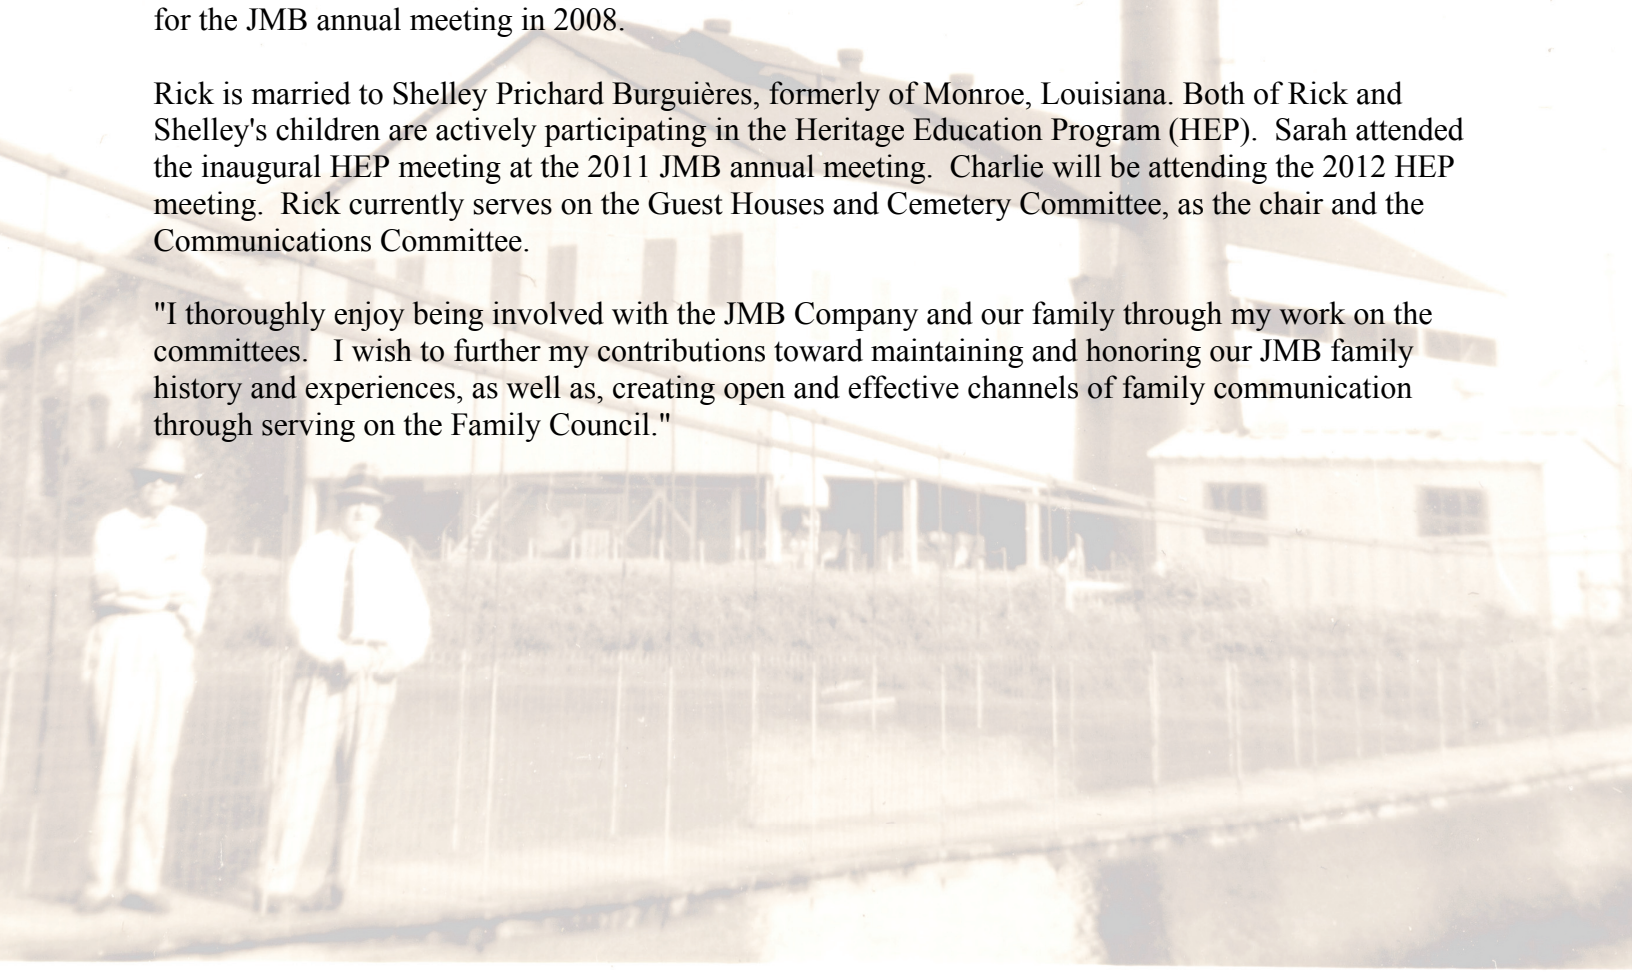 for the JMB annual meeting in 2008.
Rick is married to Shelley Prichard Burguières, formerly of Monroe, Louisiana. Both of Rick and
Shelley's children are actively participating in the Heritage Education Program (HEP).  Sarah attended
the inaugural HEP meeting at the 2011 JMB annual meeting.  Charlie will be attending the 2012 HEP
meeting.  Rick currently serves on the Guest Houses and Cemetery Committee, as the chair and the
Communications Committee.
"I thoroughly enjoy being involved with the JMB Company and our family through my work on the
committees.   I wish to further my contributions toward maintaining and honoring our JMB family
history and experiences, as well as, creating open and effective channels of family communication
through serving on the Family Council."